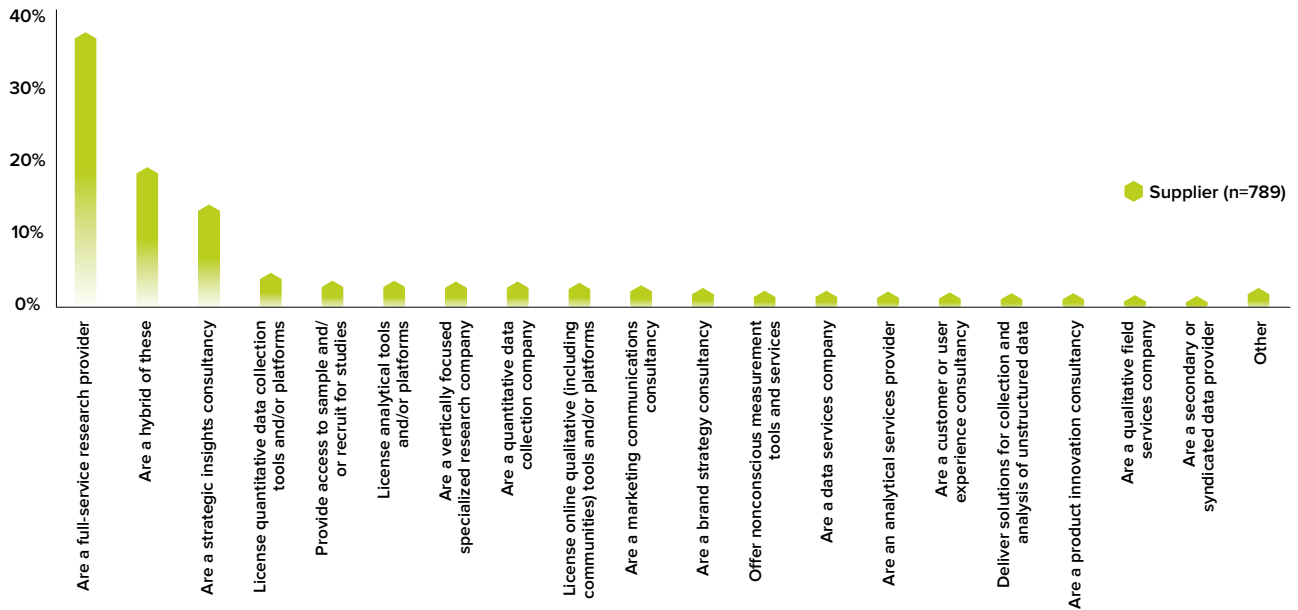 40%
30%
20%
10%
0%
Supplier (n=789)
Are a full-service research provider
Are a hybrid of these
Are a strategic insights consultancy
License quantitative data collection
tools and/or platforms
Provide access to sample and/
or recruit for studies
License analytical tools
and/or platforms
Are a vertically focused
specialized research company
Are a quantitative data
collection company
License online qualitative (including
communities) tools and/or platforms
Are a marketing communications
consultancy
Are a brand strategy consultancy
Offer nonconscious measurement
tools and services
Are a data services company
Are an analytical services provider
Are a customer or user
experience consultancy
Deliver solutions for collection and
analysis of unstructured data
Are a product innovation consultancy
Are a qualitative field
services company
Are a secondary or
syndicated data provider
Other